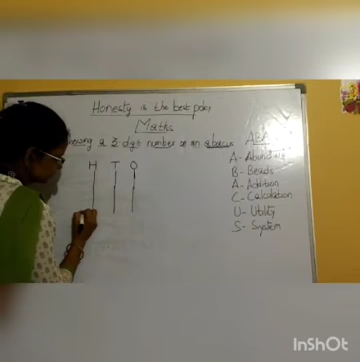 Honesty is the best policy
Maths
showing a 3 digit number on an abacus
H T O
A - Abundant
B - Beads
A - Addition
C - Calculation
U - Utility
S - System
InShOt